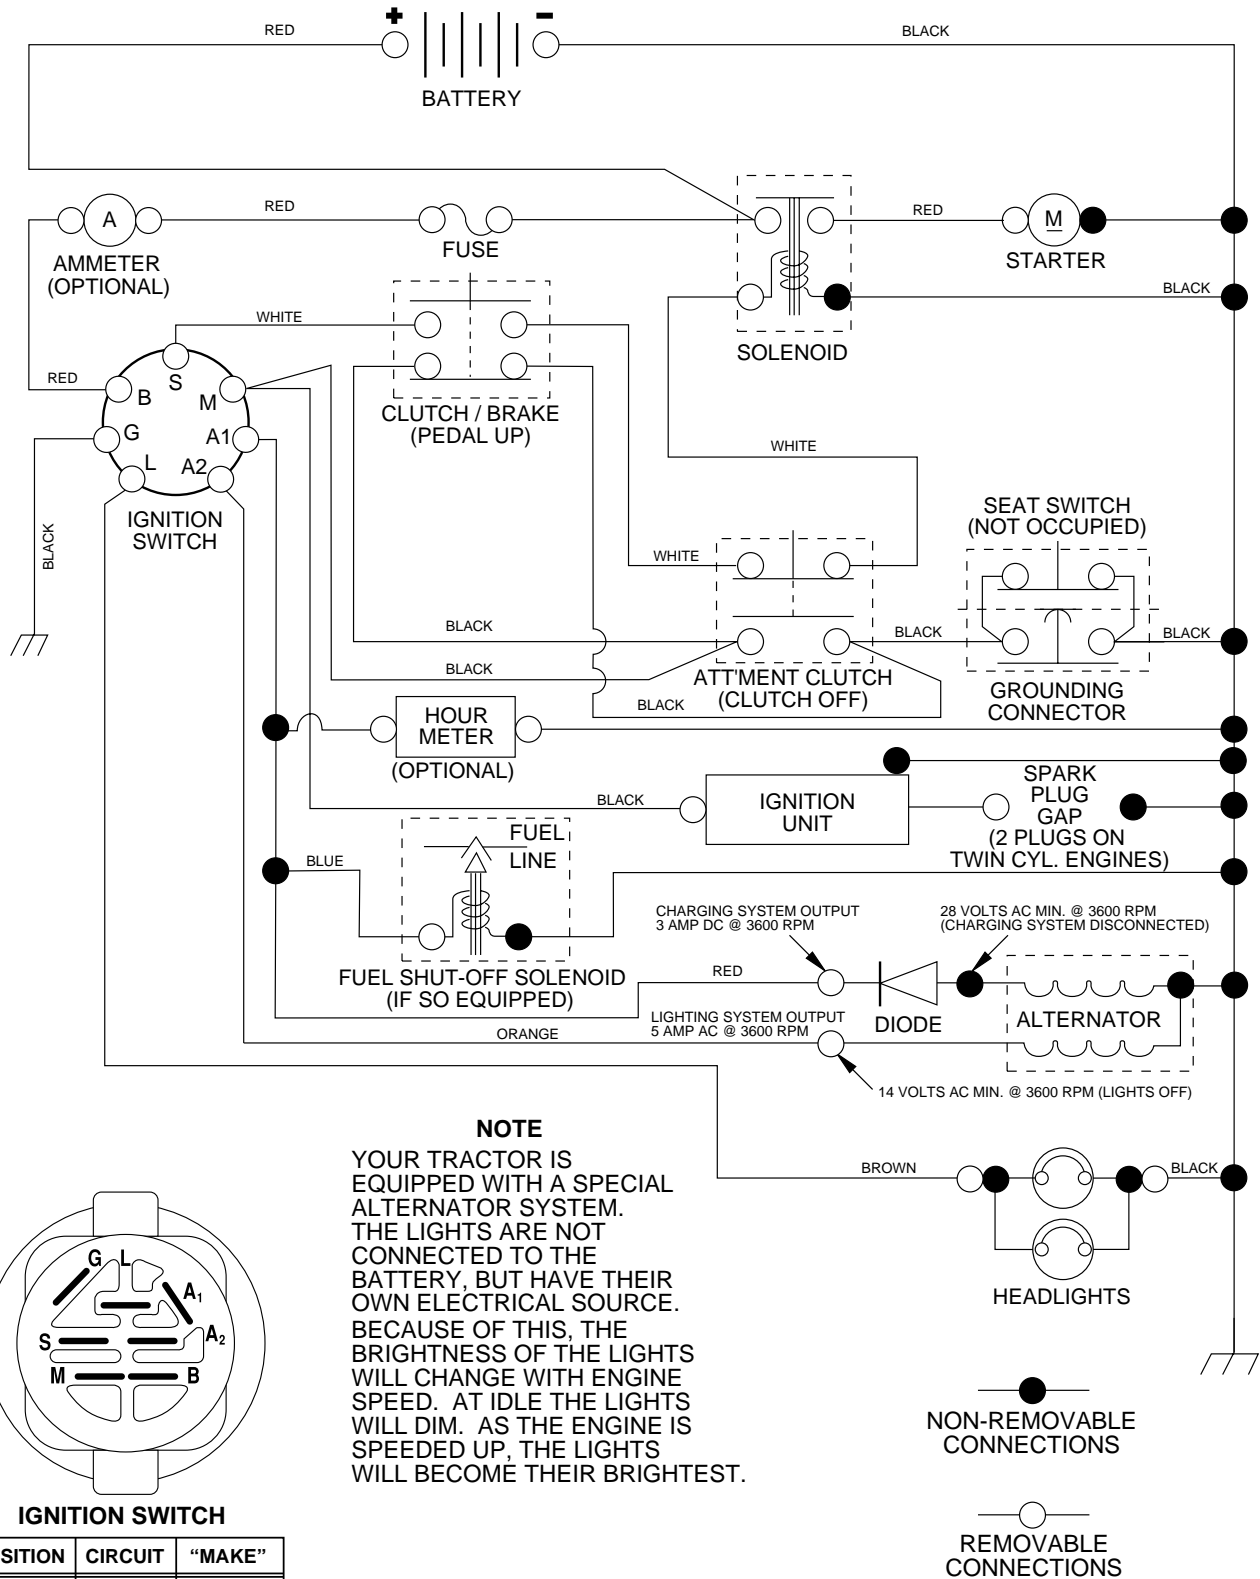 + −
RED
BLACK
BATTERY
A
RED
FUSE
RED
M
STARTER
AMMETER
(OPTIONAL)
BLACK
WHITE
SOLENOID
RED
S
B
M
G
A1
L
A2
CLUTCH / BRAKE
(PEDAL UP)
WHITE
IGNITION
SWITCH
BLACK
SEAT SWITCH
(NOT OCCUPIED)
WHITE
BLACK
BLACK
BLACK
BLACK
ATT'MENT CLUTCH
(CLUTCH OFF)
GROUNDING
CONNECTOR
BLACK
HOUR
METER
(OPTIONAL)
BLACK
IGNITION
UNIT
SPARK
PLUG
GAP
(2 PLUGS ON
TWIN CYL. ENGINES)
FUEL
LINE
BLUE
FUEL SHUT-OFF SOLENOID
(IF SO EQUIPPED)
CHARGING SYSTEM OUTPUT
3 AMP DC @ 3600 RPM
28 VOLTS AC MIN. @ 3600 RPM
(CHARGING SYSTEM DISCONNECTED)
RED
DIODE
ALTERNATOR
LIGHTING SYSTEM OUTPUT
5 AMP AC @ 3600 RPM
ORANGE
14 VOLTS AC MIN. @ 3600 RPM (LIGHTS OFF)
NOTE
YOUR TRACTOR IS
EQUIPPED WITH A SPECIAL
ALTERNATOR SYSTEM.
THE LIGHTS ARE NOT
CONNECTED TO THE
BATTERY, BUT HAVE THEIR
OWN ELECTRICAL SOURCE.
BECAUSE OF THIS, THE
BRIGHTNESS OF THE LIGHTS
WILL CHANGE WITH ENGINE
SPEED. AT IDLE THE LIGHTS
WILL DIM. AS THE ENGINE IS
SPEEDED UP, THE LIGHTS
WILL BECOME THEIR BRIGHTEST.
BROWN
BLACK
HEADLIGHTS
G L
A1
A2
S
M
B
IGNITION SWITCH
SITION CIRCUIT “MAKE”
NON-REMOVABLE
CONNECTIONS
REMOVABLE
CONNECTIONS